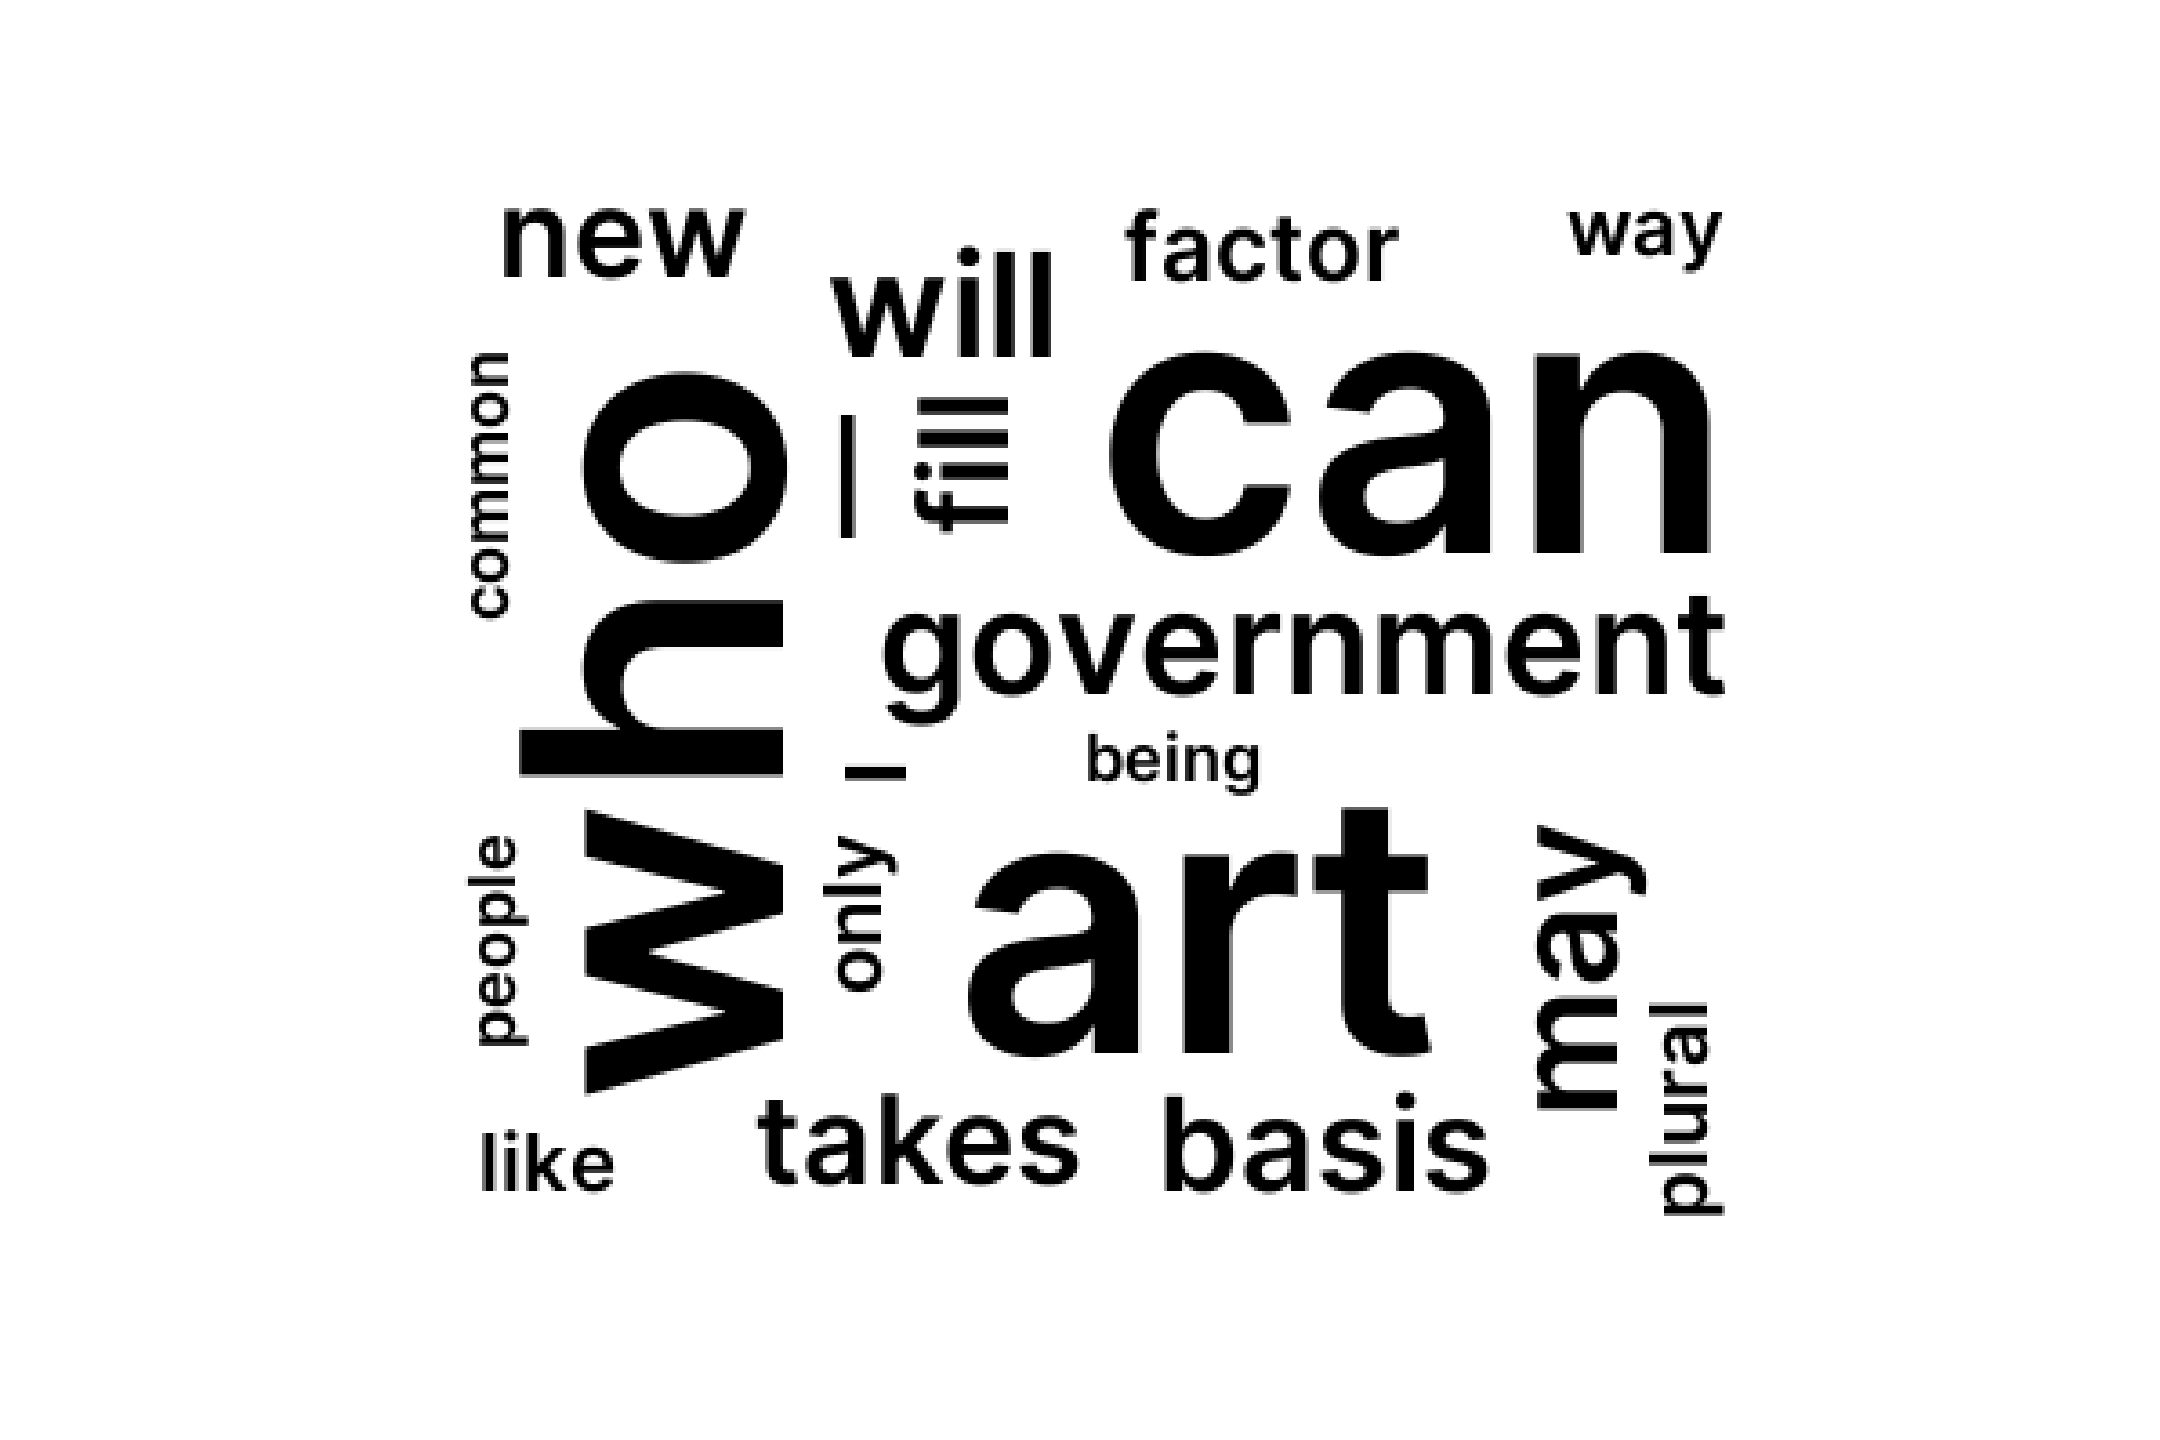 new
factor
way
will
common
who
fill
can
government
I
being
people
only
art
may
plural
takes
basis
like